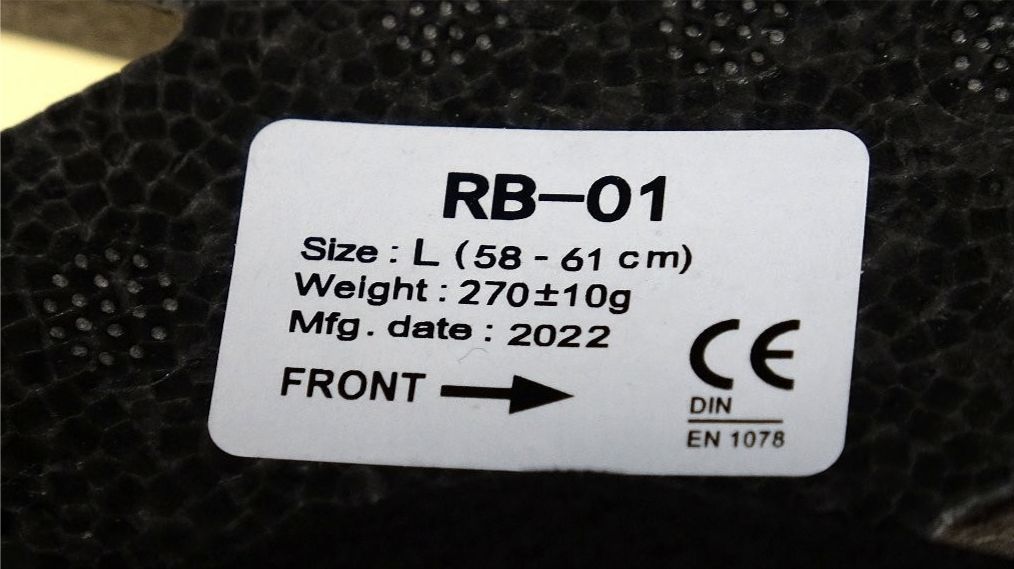 RB-01
Size : L (58 - 61 cm)
Weight : 270±10g
Mfg. date : 2022
FRONT
CE
DIN
EN 1078